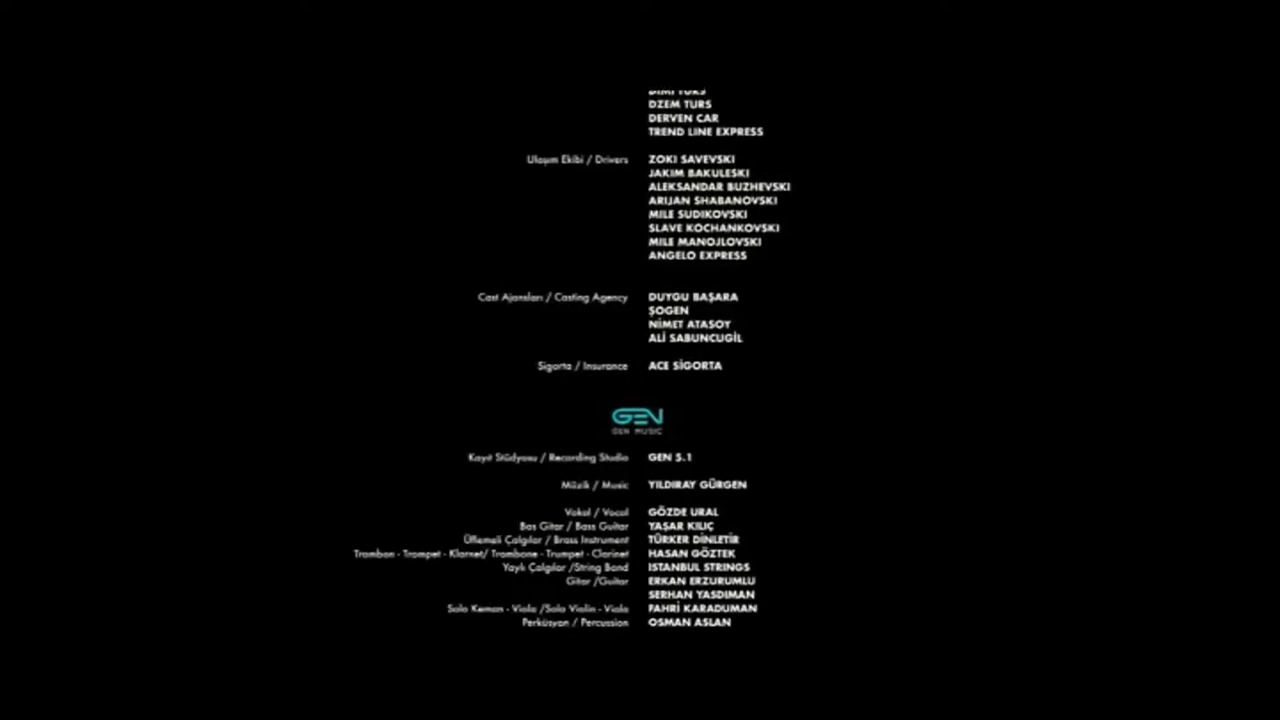 DZEM TURS
DERVEN CAR
TREND LINE EXPRESS
Ulaşım Ekibi / Drivers ZOKI SAVEVSKI
JAKIM BAKULESKI
ALEKSANDAR BUZHEVSKI
ARIJAN SHABANOVSKI
MILE SUDIKOVSKI
SLAVE KOCHANKOVSKI
MILE MANOJLOVSKI
ANGELO EXPRESS
Cast Ajansları / Casting Agency DUYGU BAŞARA
ŞOGEN
NİMET ATASOY
ALİ SABUNCUGİL
Sigorta / Insurance ACE SİGORTA
GEN
GEN MUSIC
Kayıt Stüdyosu / Recording Studio GEN 5.1
Müzik / Music YILDIRAY GÜRGEN
Vokal / Vocal GÖZDE URAL
Bas Gitar / Bass Guitar YAŞAR KILIÇ
Üflemeli Çalgılar / Brass Instrument TÜRKER DİNLETİR
Trombon - Trompet - Klarnet/ Trombone - Trumpet - Clarinet HASAN GÖZTEK
Yaylı Çalgılar /String Band ISTANBUL STRINGS
Gitar /Guitar ERKAN ERZURUMLU
SERHAN YASDIMAN
Solo Keman - Viola /Solo Violin - Viola FAHRİ KARADUMAN
Perküsyon / Percussion OSMAN ASLAN